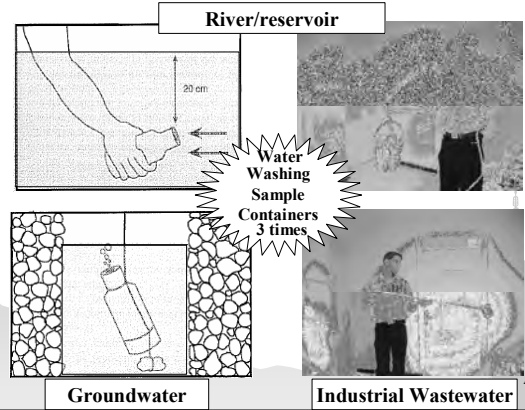 River/reservoir
20 cm
Water
Washing
Sample
Containers
3 times
Groundwater
Industrial Wastewater